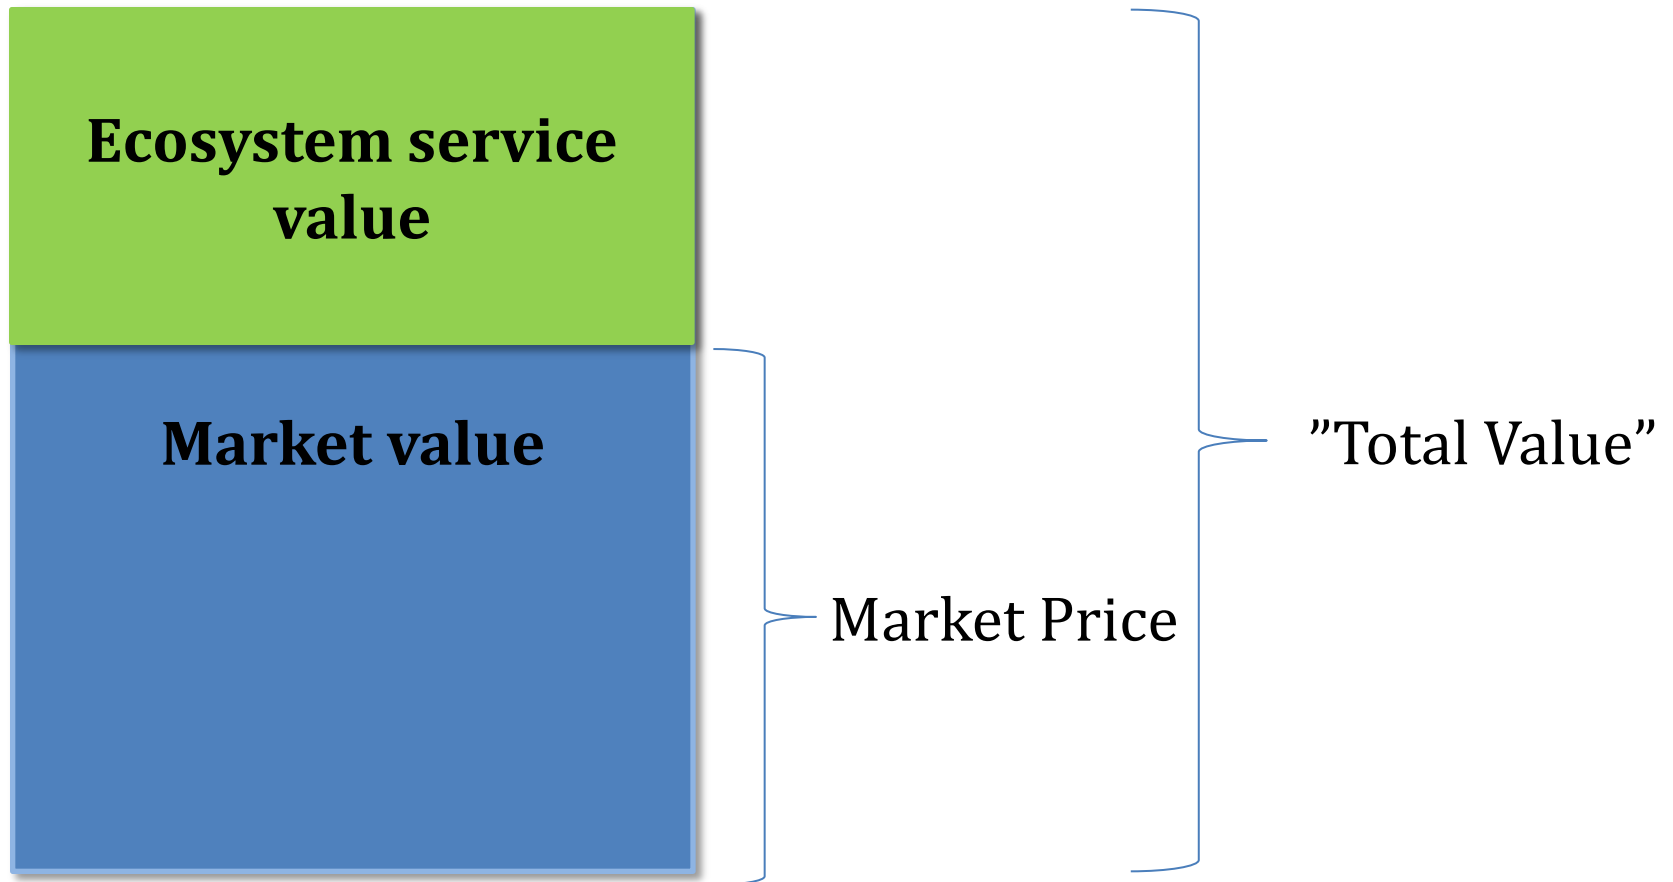 Ecosystem service
value
Market value
”Total Value”
Market Price